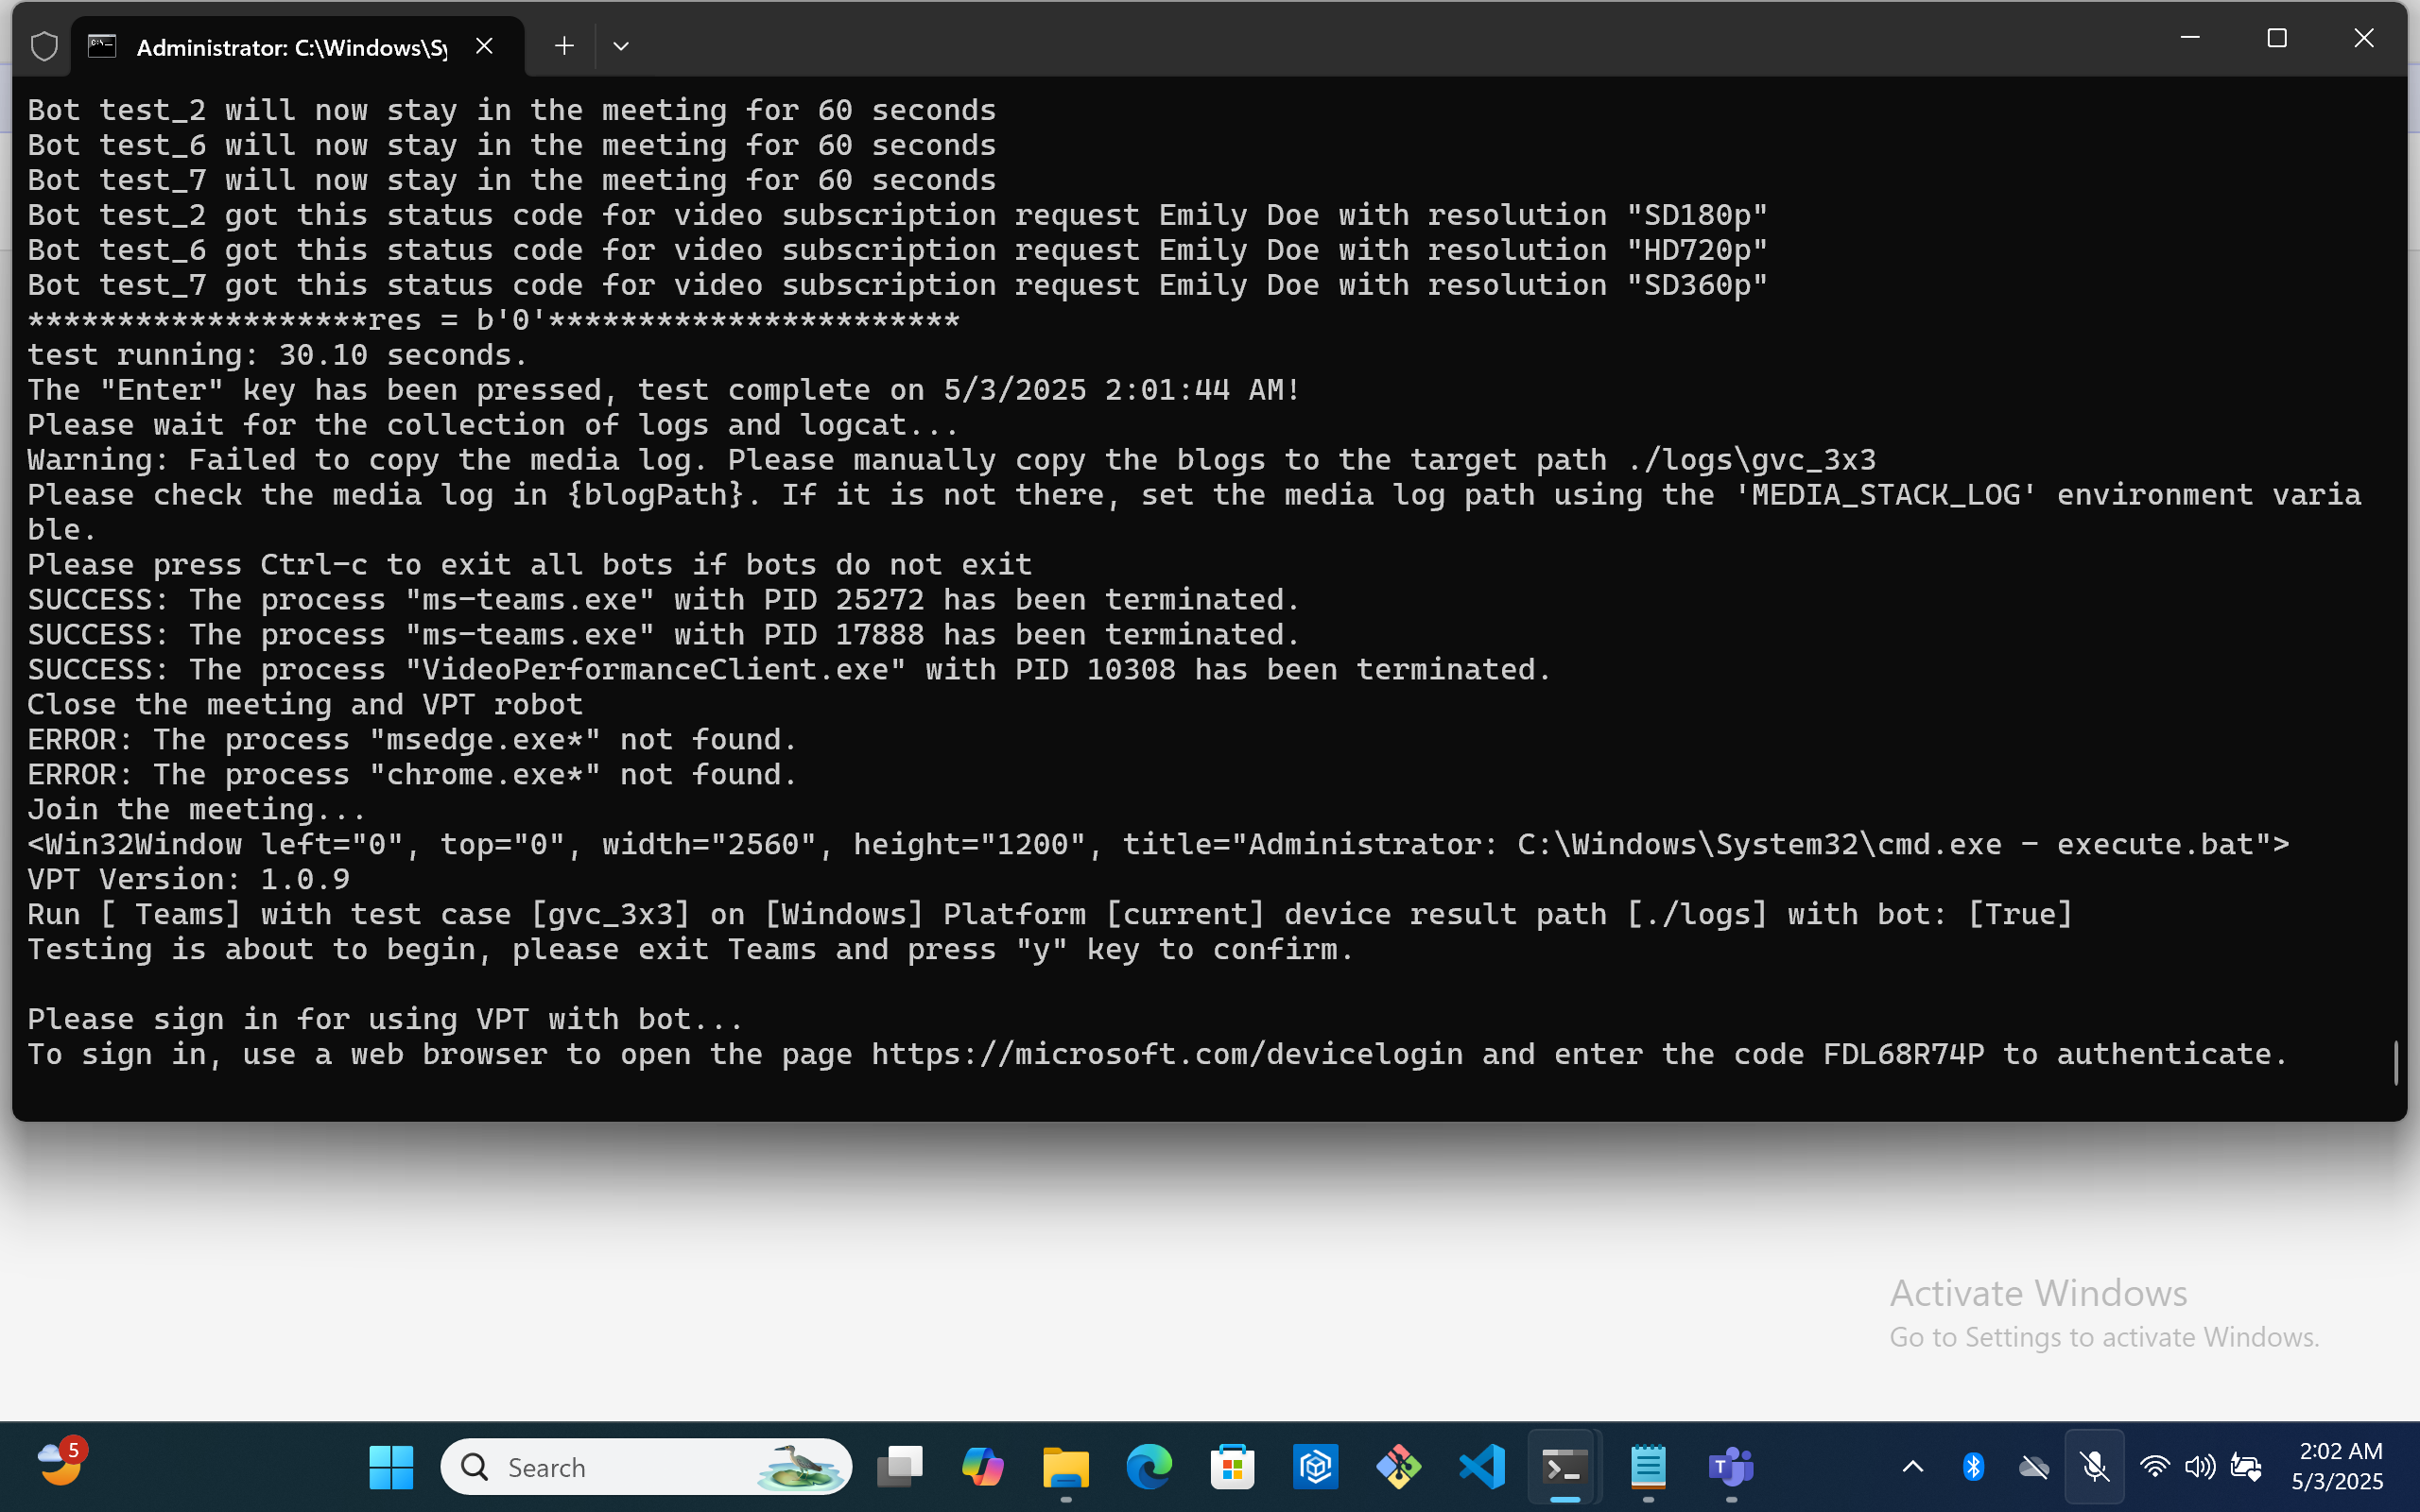 Administrator: C:\Windows\Sy
Bot test_2 will now stay in the meeting for 60 seconds
Bot test_6 will now stay in the meeting for 60 seconds
Bot test_7 will now stay in the meeting for 60 seconds
Bot test_2 got this status code for video subscription request Emily Doe with resolution "SD180p"
Bot test_6 got this status code for video subscription request Emily Doe with resolution "HD720p"
Bot test_7 got this status code for video subscription request Emily Doe with resolution "SD360p"
*******************res = b'0'***********************
test running: 30.10 seconds.
The "Enter" key has been pressed, test complete on 5/3/2025 2:01:44 AM!
Please wait for the collection of logs and logcat...
Warning: Failed to copy the media log. Please manually copy the blogs to the target path ./logs\gvc_3x3
Please check the media log in {blogPath}. If it is not there, set the media log path using the 'MEDIA_STACK_LOG' environment varia
ble.
Please press Ctrl-c to exit all bots if bots do not exit
SUCCESS: The process "ms-teams.exe" with PID 25272 has been terminated.
SUCCESS: The process "ms-teams.exe" with PID 17888 has been terminated.
SUCCESS: The process "VideoPerformanceClient.exe" with PID 10308 has been terminated.
Close the meeting and VPT robot
ERROR: The process "msedge.exe*" not found.
ERROR: The process "chrome.exe*" not found.
Join the meeting...
<Win32Window left="0", top="0", width="2560", height="1200", title="Administrator: C:\Windows\System32\cmd.exe - execute.bat">
VPT Version: 1.0.9
Run [ Teams] with test case [gvc_3x3] on [Windows] Platform [current] device result path [./logs] with bot: [True]
Testing is about to begin, please exit Teams and press "y" key to confirm.
Please sign in for using VPT with bot...
To sign in, use a web browser to open the page https://microsoft.com/devicelogin and enter the code FDL68R74P to authenticate.
Activate Windows
Go to Settings to activate Windows.
5
Search
T
2:02 AM
5/3/2025